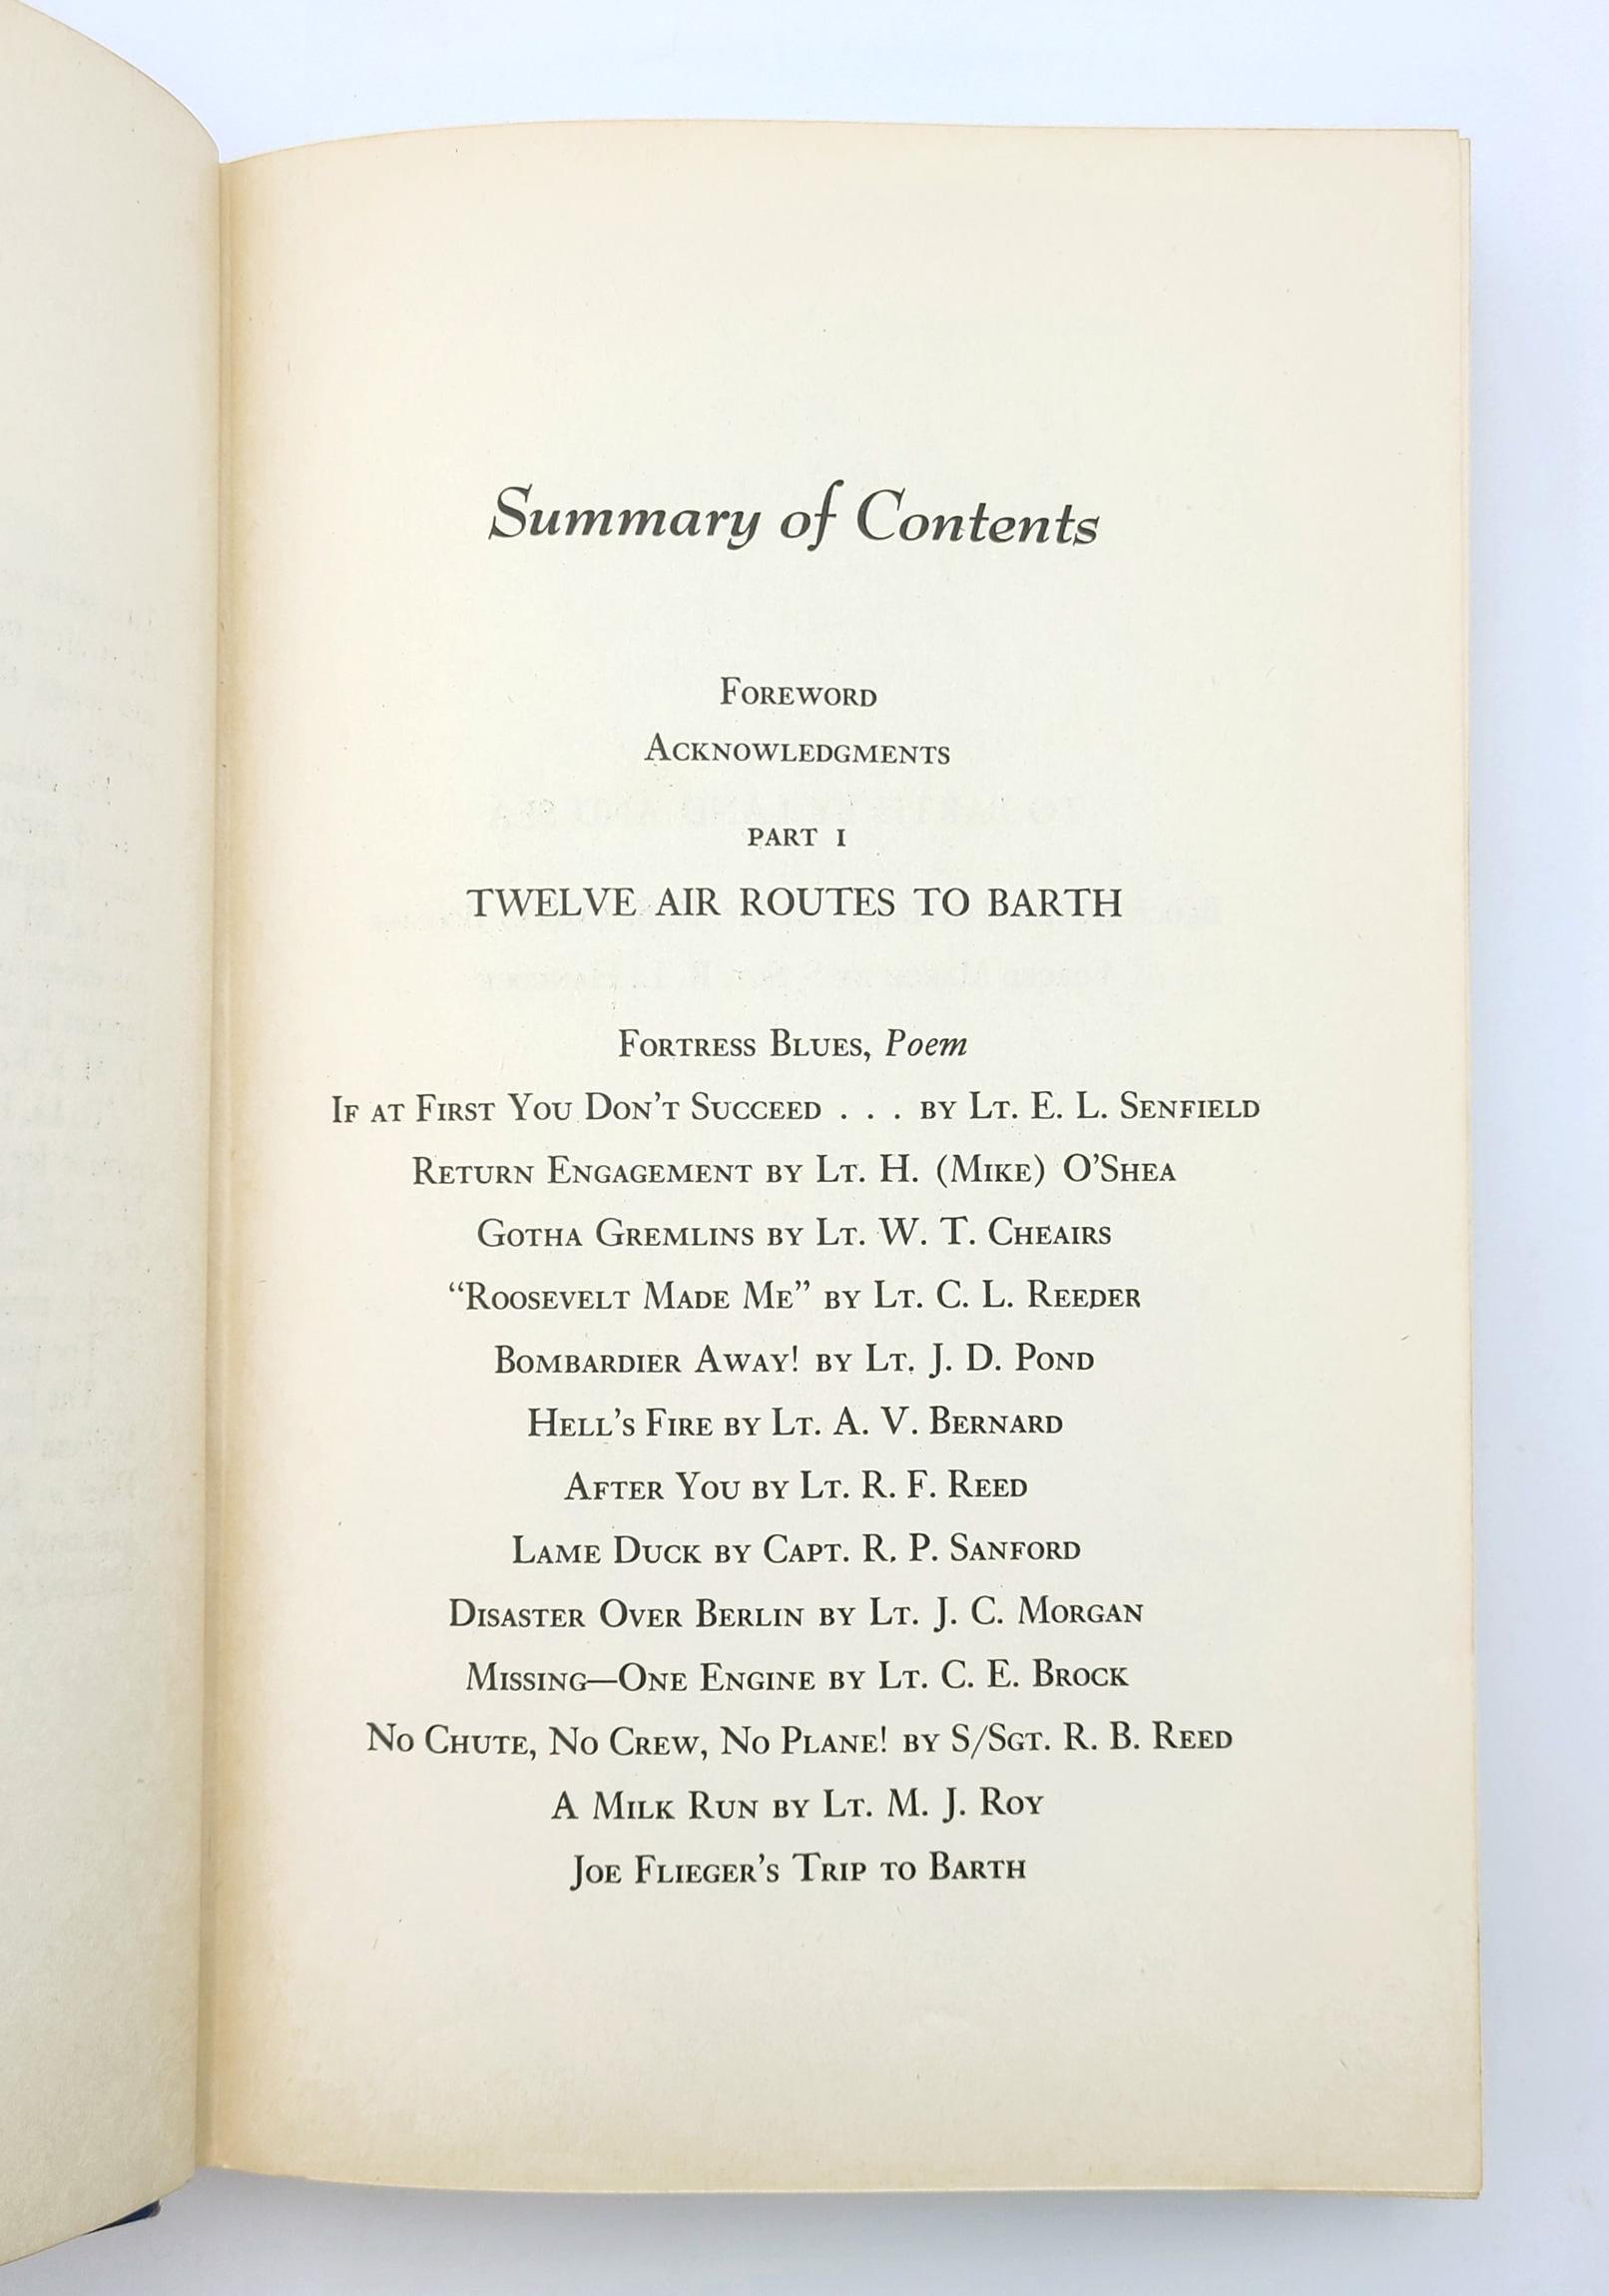 Summary of Contents
Foreword
Acknowledgments
PART I
TWELVE AIR ROUTES TO BARTH
Fortress Blues, Poem
If at First You Don't Succeed . . . by Lt. E. L. Senfield
Return Engagement by Lt. H. (Mike) O'Shea
Gotha Gremlins by Lt. W. T. Cheairs
“Roosevelt Made Me” by Lt. C. L. Reeder
Bombardier Away! by Lt. J. D. Pond
Hell's Fire by Lt. A. V. Bernard
After You by Lt. R. F. Reed
Lame Duck by Capt. R. P. Sanford
Disaster Over Berlin by Lt. J. C. Morgan
Missing—One Engine by Lt. C. E. Brock
No Chute, No Crew, No Plane! by S/Sgt. R. B. Reed
A Milk Run by Lt. M. J. Roy
Joe Flieger's Trip to Barth